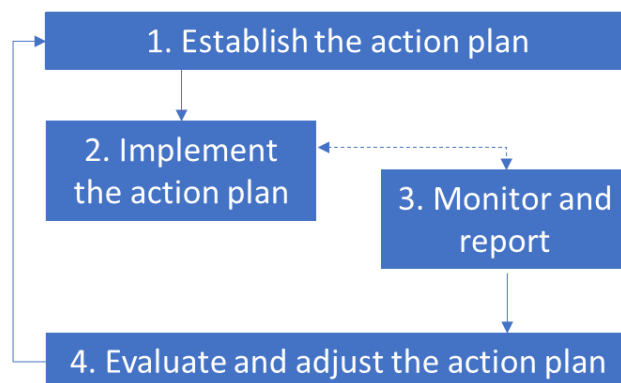 1. Establish the action plan
2. Implement
the action plan
3. Monitor and
report
4. Evaluate and adjust the action plan